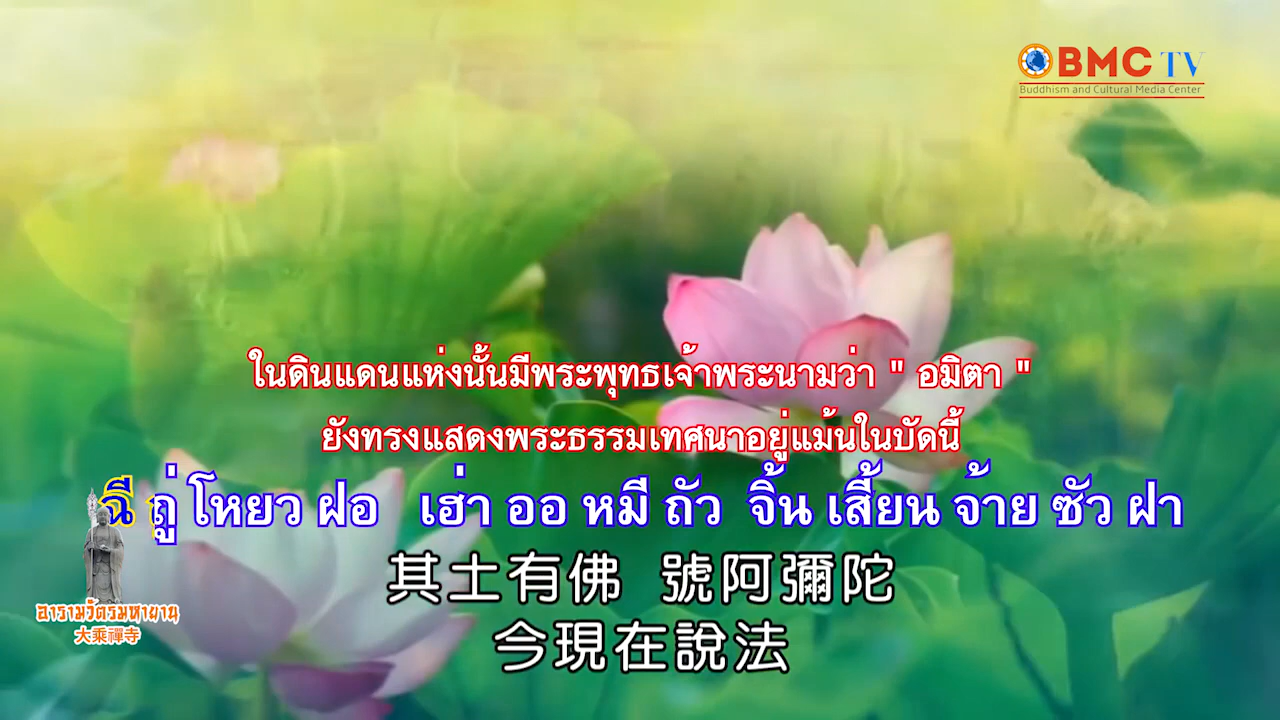 BMC TV
Buddhism and Cultural Media Center
ในดินแดนแห่งนั้นมีพระพุทธเจ้าพระนามว่า " อมิตา "
ยังทรงแสดงพระธรรมเทศนาอยู่แม้นในบัดนี้
ฉี ถู่ โหยว ฝอ เฮ่า ออ หมี ถัว จิ้น เสี้ยน จ้าย ซัว ฝา
其土有佛 號阿彌陀
今現在說法
อารามวัตรมหายาน
大乘禪寺